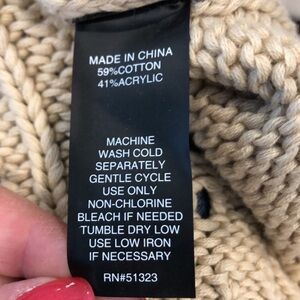 MADE IN CHINA
59%COTTON
41%ACRYLIC
MACHINE
WASH COLD
SEPARATELY
GENTLE CYCLE
USE ONLY
NON-CHLORINE
BLEACH IF NEEDED
TUMBLE DRY LOW
USE LOW IRON
IF NECESSARY
RN#51323